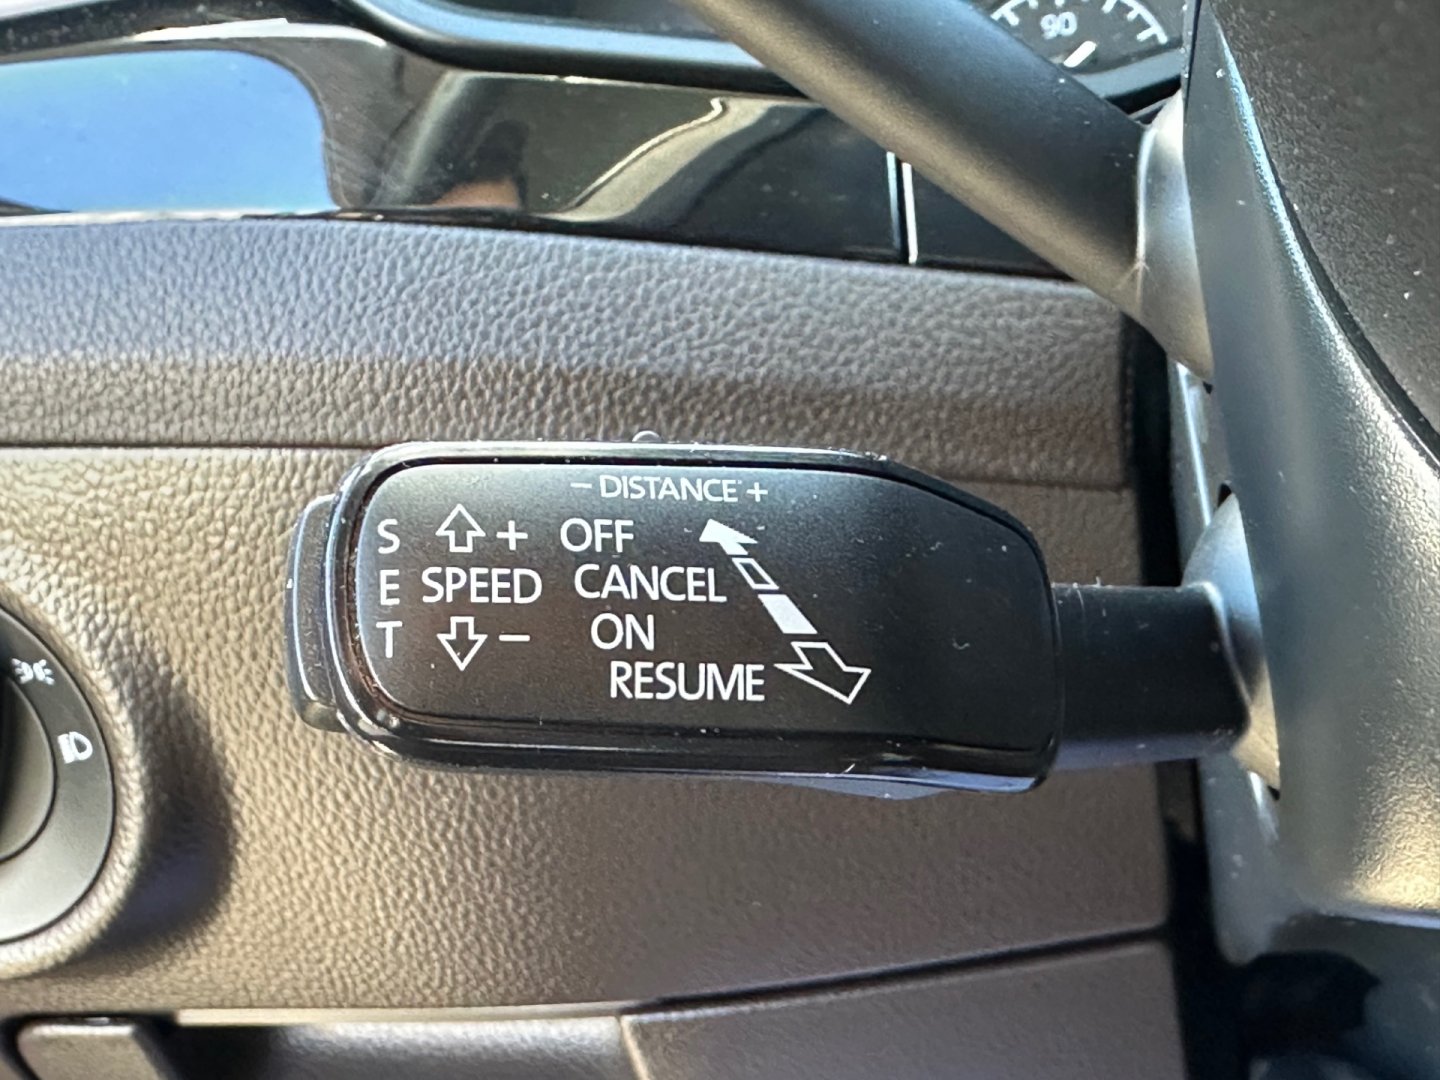 90
– DISTANCE +
S + OFF
E SPEED CANCEL
T – ON
RESUME